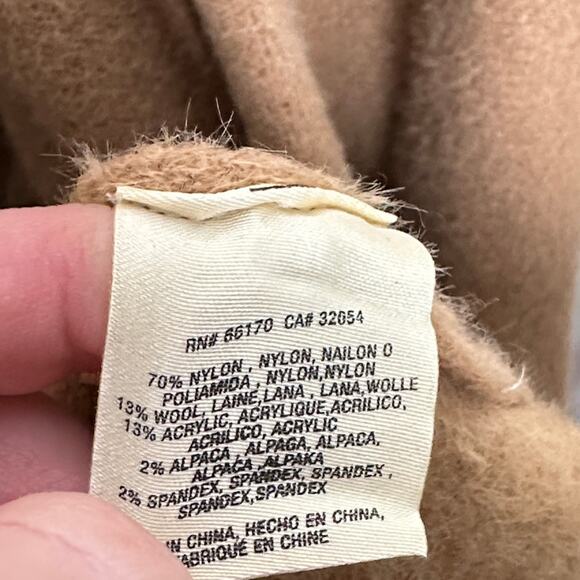 RN# 66170 CA# 32054
70% NYLON , NYLON, NAILON O
POLIAMIDA , NYLON,NYLON
13% WOOL, LAINE,LANA , LANA,WOLLE
13% ACRYLIC, ACRYLIQUE,ACRILICO,
ACRILICO, ACRYLIC
2% ALPACA , ALPAGA, ALPACA,
ALPACA ,ALPAKA
2% SPANDEX, SPANDEX, SPANDEX ,
SPANDEX,SPANDEX
IN CHINA, HECHO EN CHINA,
FABRIQUE EN CHINE